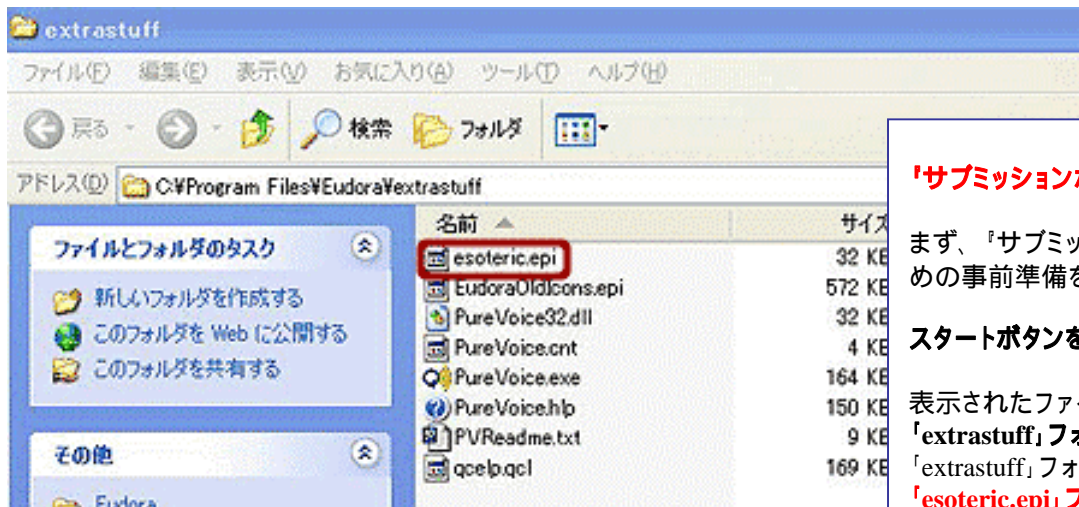 extrastuff
ファイル(F) 編集(E) 表示(V) お気に入り(A) ツール(T) ヘルプ(H)
戻る 検索 フォルダ
アドレス(D) C:¥Program Files¥Eudora¥extrastuff
名前 サイズ
esoteric.epi 32 KB
EudoraOldIcons.epi 572 KB
PureVoice32.dll 32 KB
PureVoice.cnt 4 KB
PureVoice.exe 164 KB
PureVoice.hlp 150 KB
PVReadme.txt 9 KB
qcelp.qcl 169 KB
ファイルとフォルダのタスク
新しいフォルダを作成する
このフォルダを Web に公開する
このフォルダを共有する
その他
Eudora
『サブミッション
まず、『サブミッ
めの事前準備を
スタートボタンを
表示されたファイ
「extrastuff」フォ
「extrastuff」フォ
「esoteric.epi」フ